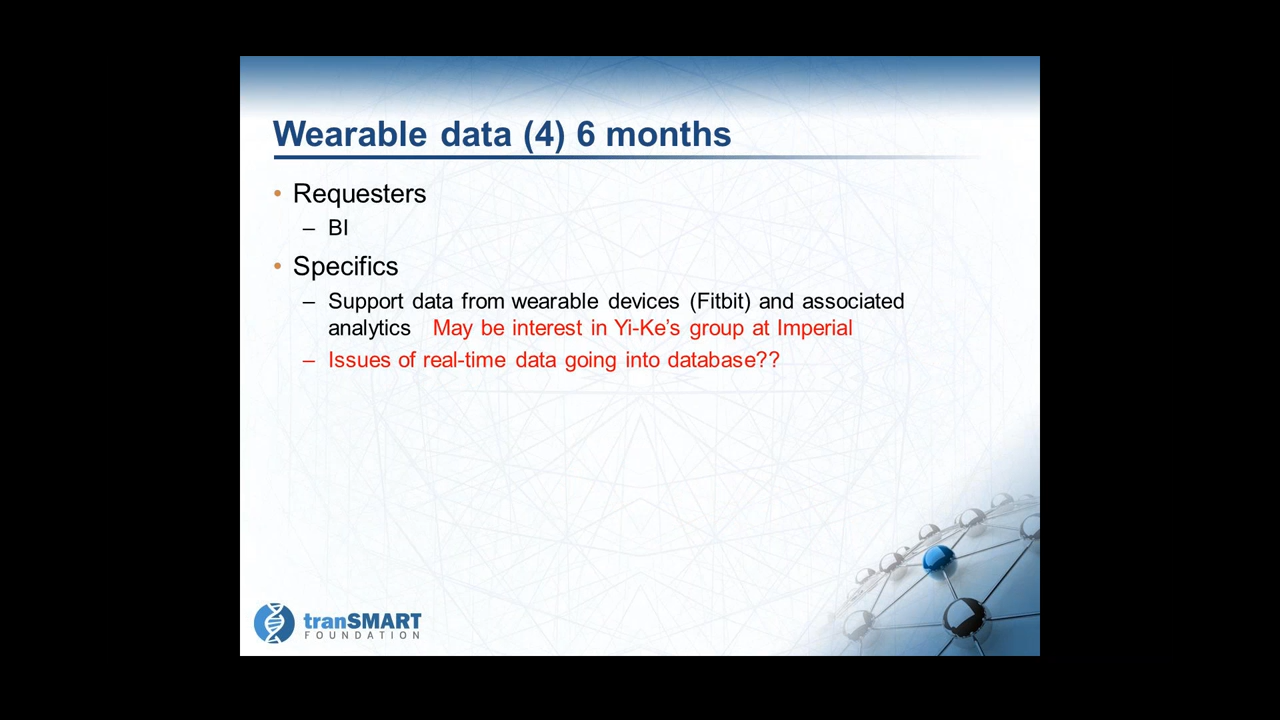 Wearable data (4) 6 months
• Requesters
– BI
• Specifics
– Support data from wearable devices (Fitbit) and associated
analytics May be interest in Yi-Ke’s group at Imperial
– Issues of real-time data going into database??
tranSMART
FOUNDATION